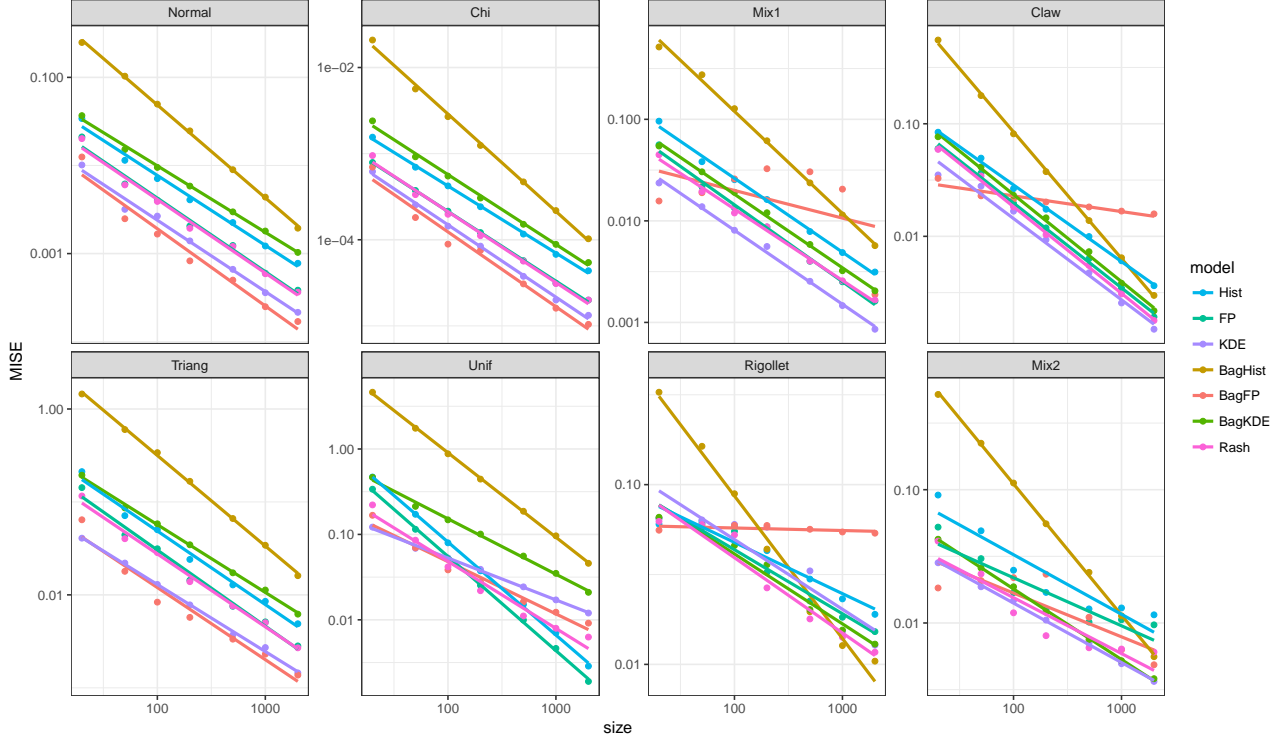 Normal Chi Mix1 Claw
0.100
0.001
1e−02
1e−04
0.100
0.010
0.001
0.10
0.01
Triang Unif Rigollet Mix2
1.00
0.01
1.00
0.10
0.01
0.10
0.01
0.10
0.01
100 1000 100 1000 100 1000 100 1000
size
MISE
model
Hist
FP
KDE
BagHist
BagFP
BagKDE
Rash